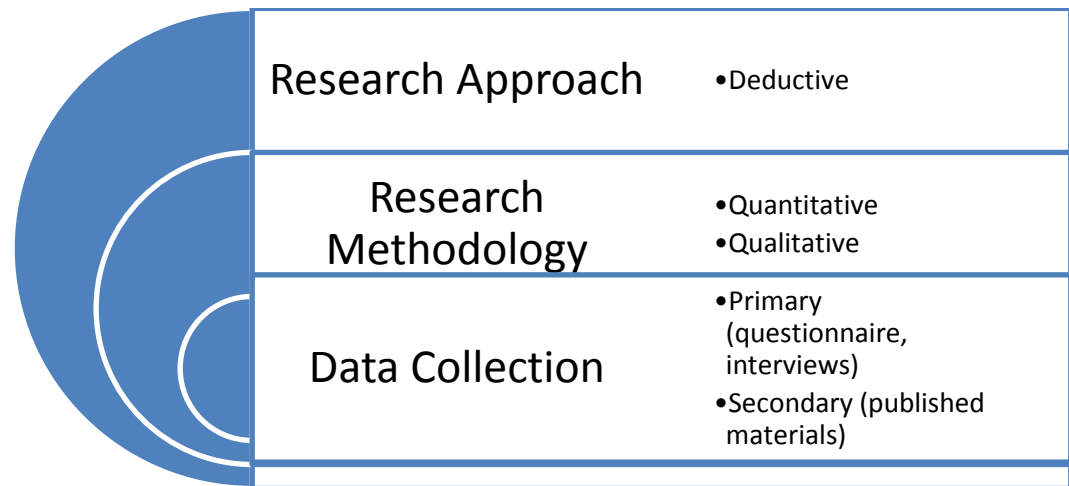 Research Approach
•Deductive
Research
Methodology
•Quantitative
•Qualitative
Data Collection
•Primary
(questionnaire,
interviews)
•Secondary (published
materials)